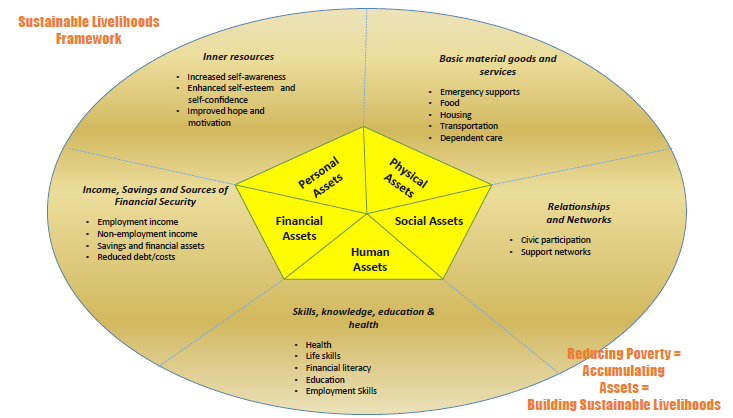 Sustainable Livelihoods
Framework
Inner resources
• Increased self-awareness
• Enhanced self-esteem and
self-confidence
• Improved hope and
motivation
Basic material goods and
services
• Emergency supports
• Food
• Housing
• Transportation
• Dependent care
Personal
Assets
Physical
Assets
Income, Savings and Sources of
Financial Security
• Employment income
• Non-employment income
• Savings and financial assets
• Reduced debt/costs
Financial
Assets
Social Assets
Human
Assets
Relationships
and Networks
• Civic participation
• Support networks
Skills, knowledge, education &
health
• Health
• Life skills
• Financial literacy
• Education
• Employment Skills
Reducing Poverty =
Accumulating
Assets =
Building Sustainable Livelihoods